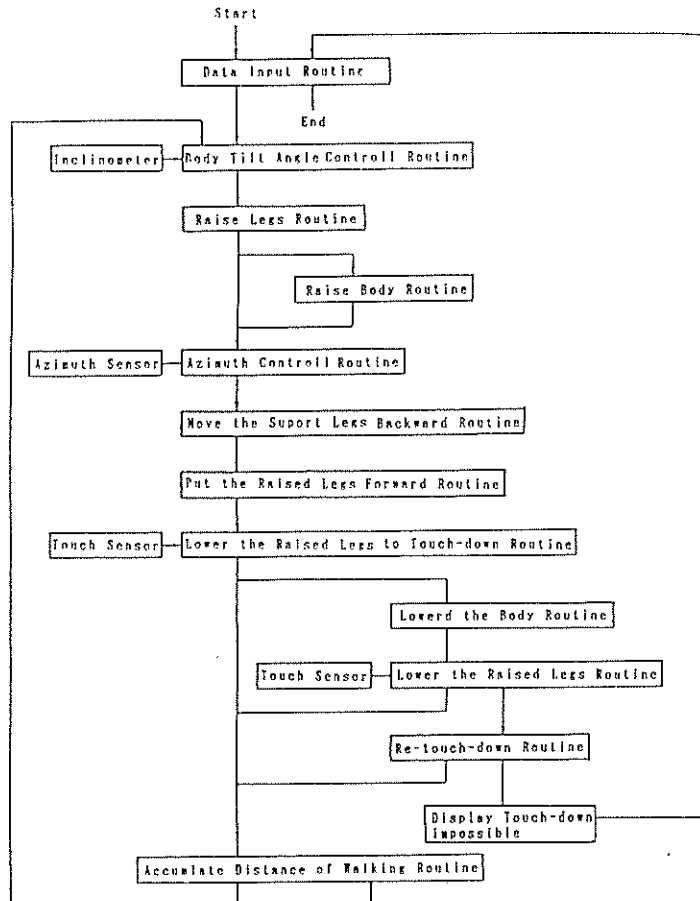 Start
Data Input Routine
End
Inclinometer
Body Tilt Angle Controll Routine
Raise Legs Routine
Raise Body Routine
Azimuth Sensor
Azimuth Controll Routine
Move the Suport Legs Backward Routine
Put the Raised Legs Forward Routine
Touch Sensor
Lower the Raised Legs to Touch-down Routine
Lowerd the Body Routine
Touch Sensor
Lower the Raised Legs Routine
Re-touch-down Routine
Display Touch-down
Impossible
Accumlate Distance of Walking Routine